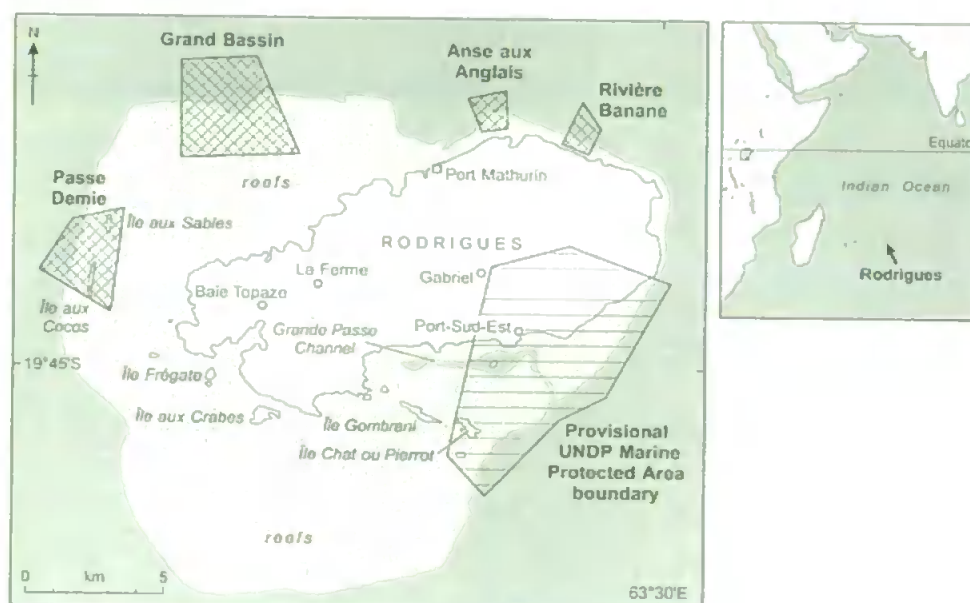 N
Grand Bassin
Anse aux
Anglais
Rivière
Banane
Port Mathurin
reefs
Passe
Demie
Île aux Sables
RODRIGUES
La Ferme
Gabriel
Baie Topaze
Île aux
Cocos
Grande Passe
Channel
Port-Sud-Est
19°45'S
Île Frégate
Île aux Crabes
Île Gombrani
Île Chat ou Pierrot
Provisional
UNDP Marine
Protected Area
boundary
reefs
0 km 5
63°30'E
Equato
Indian Ocean
Rodrigues